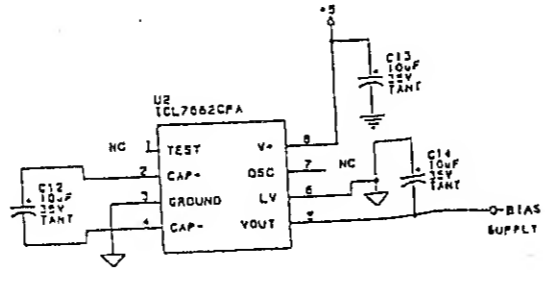 +5
C13
10uF
35V
TANT
U2
ICL7662CPA
NC 1 TEST V+ 8
2 CAP+ OSC 7 NC
3 GROUND LV 6
4 CAP- VOUT 5
C12
10uF
35V
TANT
C14
10uF
35V
TANT
-BIAS
SUPPLY